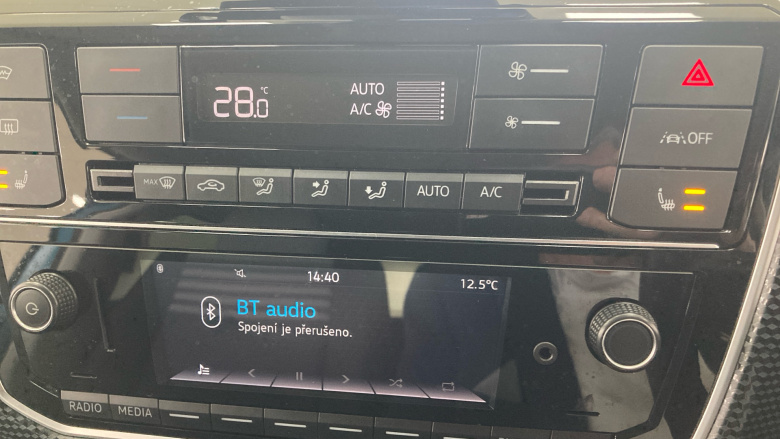 28.0 °C
AUTO
A/C
OFF
MAX
AUTO
A/C
14:40
12.5°C
BT audio
Spojení je přerušeno.
RADIO
MEDIA